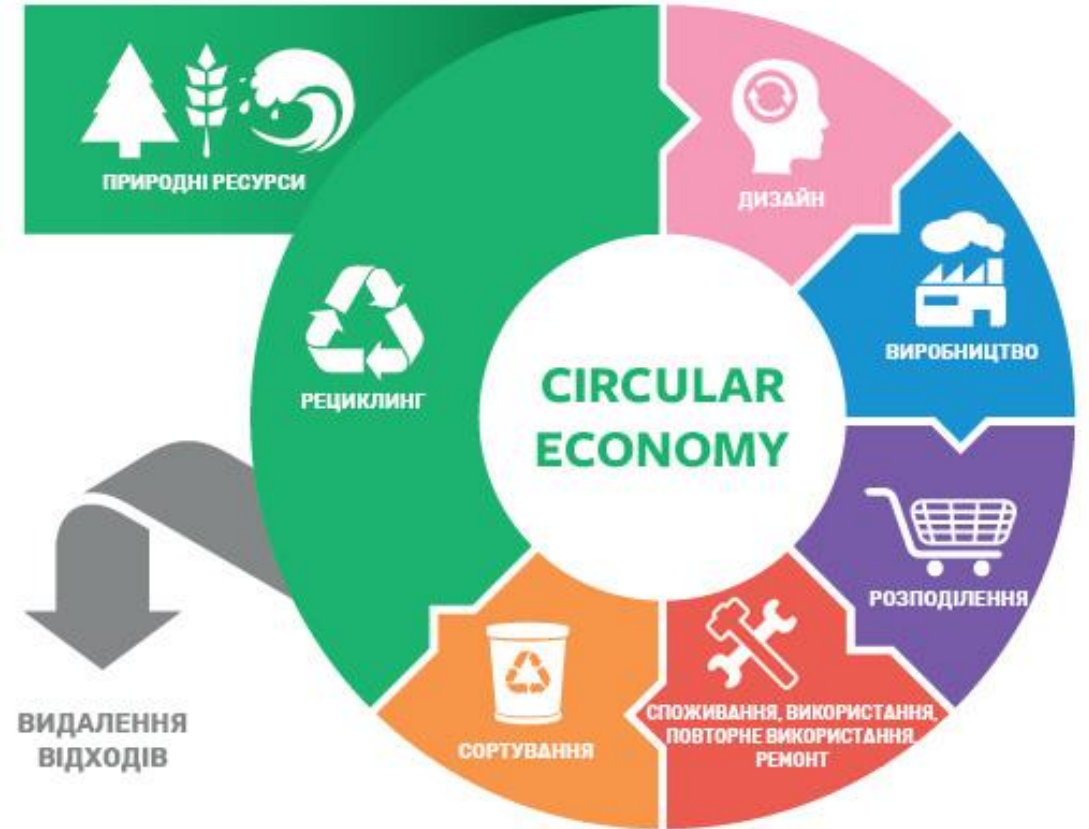 ПРИРОДНІ РЕСУРСИ
ДИЗАЙН
ВИРОБНИЦТВО
РЕЦИКЛИНГ
CIRCULAR
ECONOMY
РОЗПОДІЛЕННЯ
СПОЖИВАННЯ, ВИКОРИСТАННЯ,
ПОВТОРНЕ ВИКОРИСТАННЯ,
РЕМОНТ
СОРТУВАННЯ
ВИДАЛЕННЯ
ВІДХОДІВ